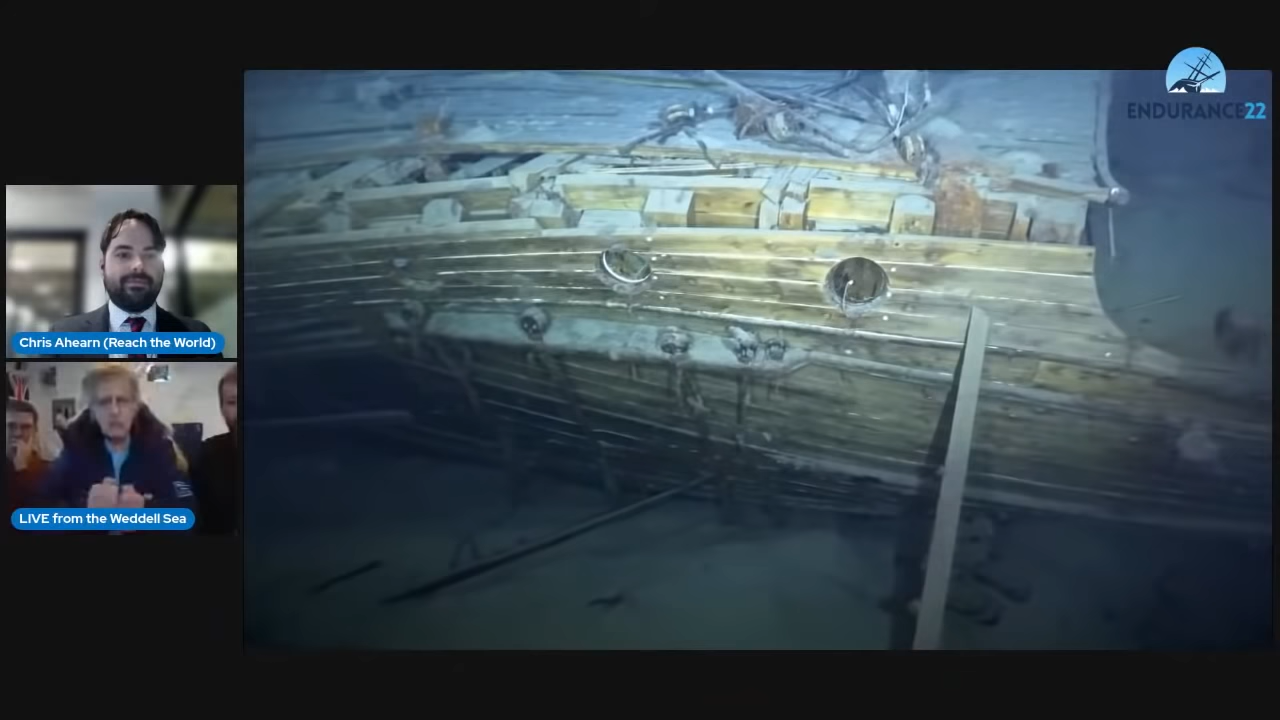 ENDURANCE22
Chris Ahearn (Reach the World)
LIVE from the Weddell Sea